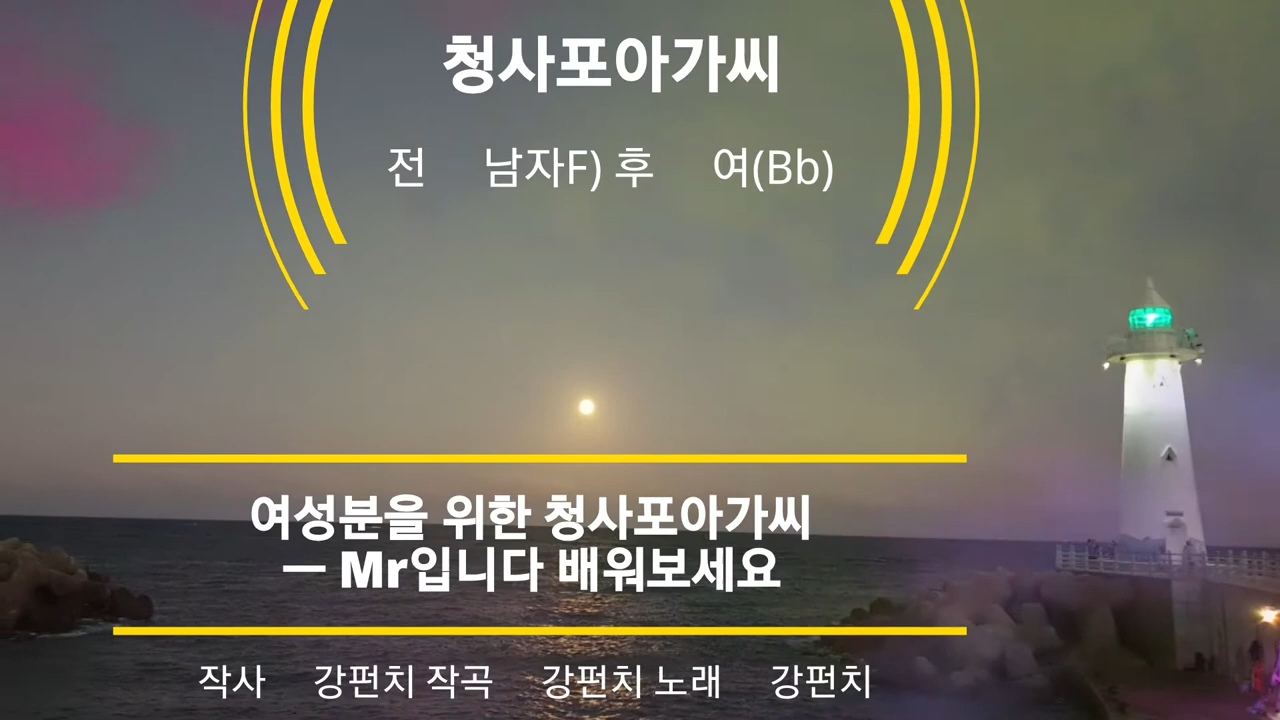 청사포아가씨
전 남자F) 후 여(Bb)
여성분을 위한 청사포아가씨
ㅡ Mr입니다 배워보세요
작사 강펀치 작곡 강펀치 노래 강펀치